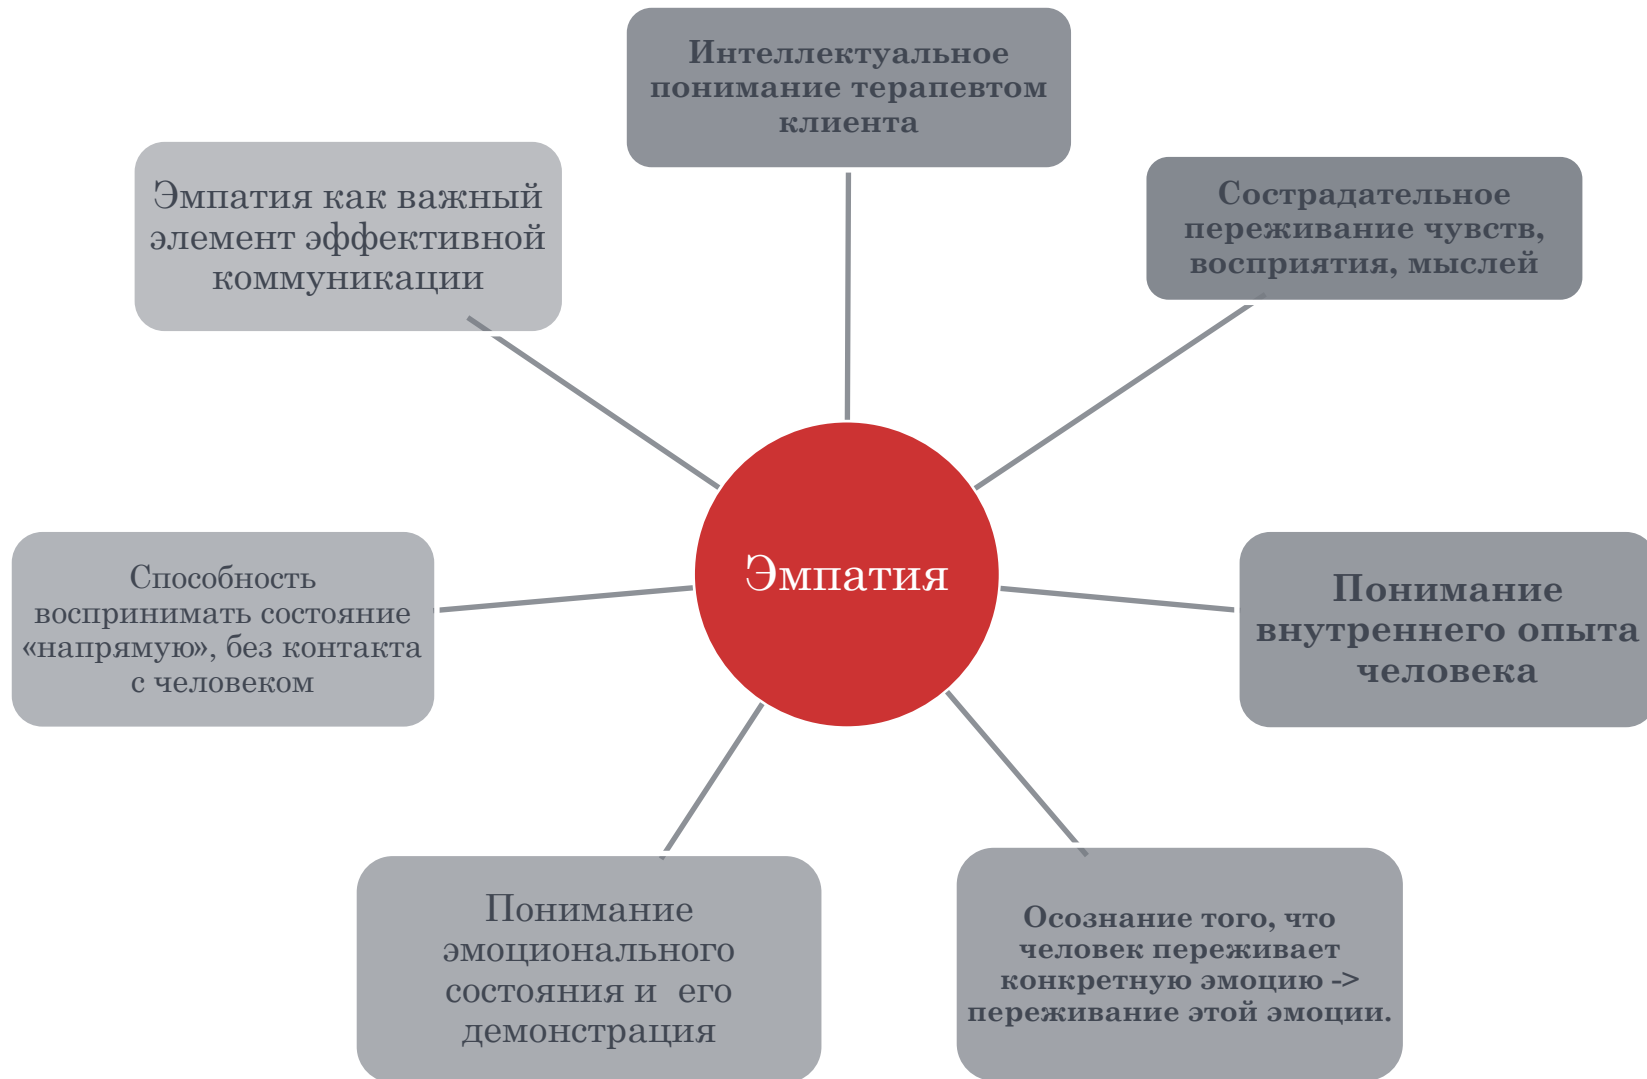 Интеллектуальное
понимание терапевтом
клиента
Сострадательное
переживание чувств,
восприятия, мыслей
Понимание
внутреннего опыта
человека
Осознание того, что
человек переживает
конкретную эмоцию ->
переживание этой эмоции.
Понимание
эмоционального
состояния и его
демонстрация
Способность
воспринимать состояние
«напрямую», без контакта
с человеком
Эмпатия как важный
элемент эффективной
коммуникации
Эмпатия